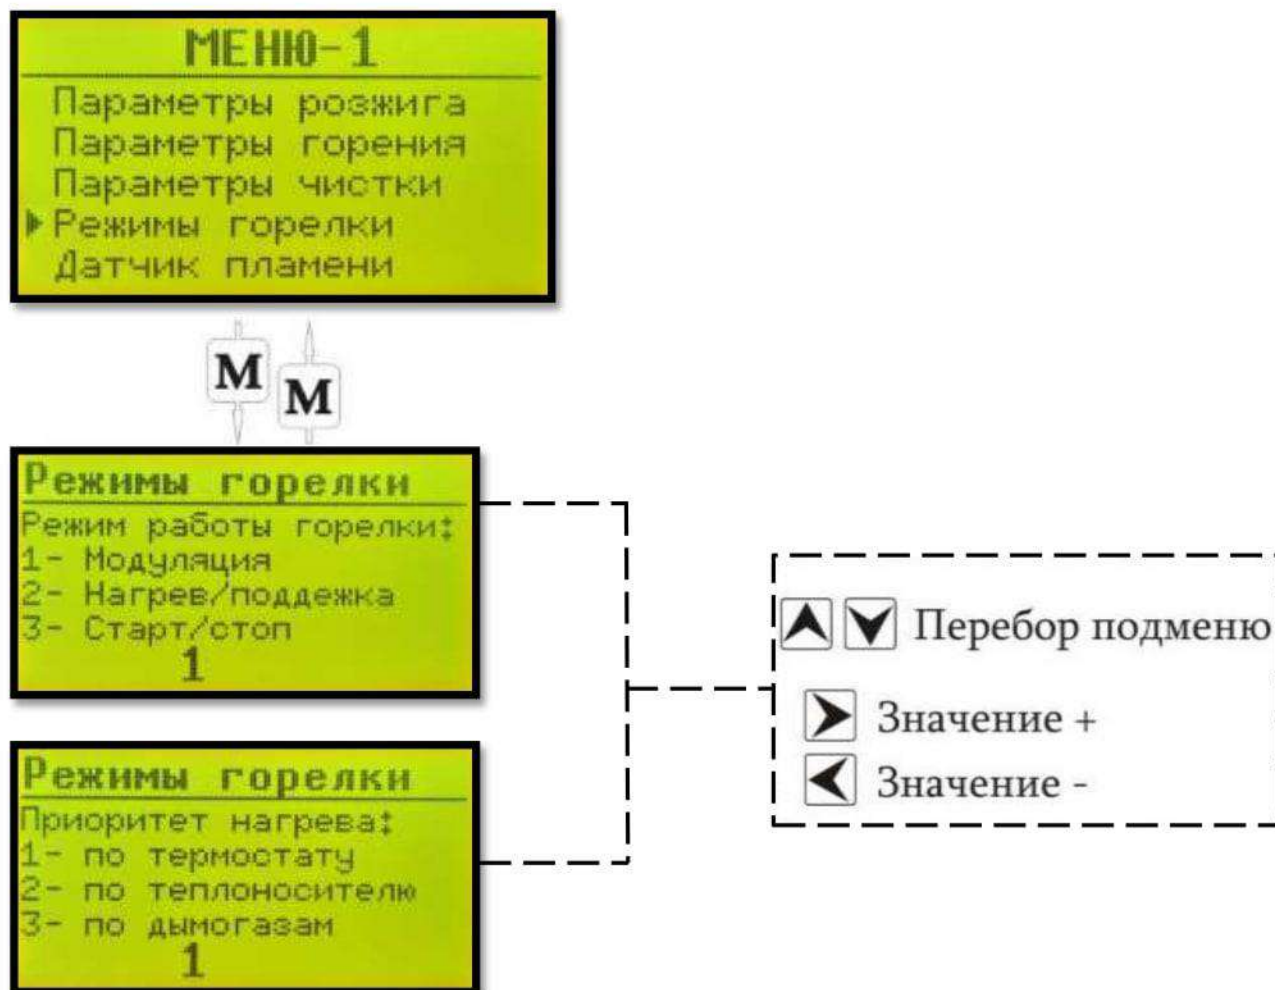 МЕНЮ-1
Параметры розжига
Параметры горения
Параметры чистки
Режимы горелки
Датчик пламени
M
M
Режимы горелки
Режим работы горелки:
1- Модуляция
2- Нагрев/поддежка
3- Старт/стоп
1
Режимы горелки
Приоритет нагрева:
1- по термостату
2- по теплоносителю
3- по дымогазам
1
Перебор подменю
Значение +
Значение -